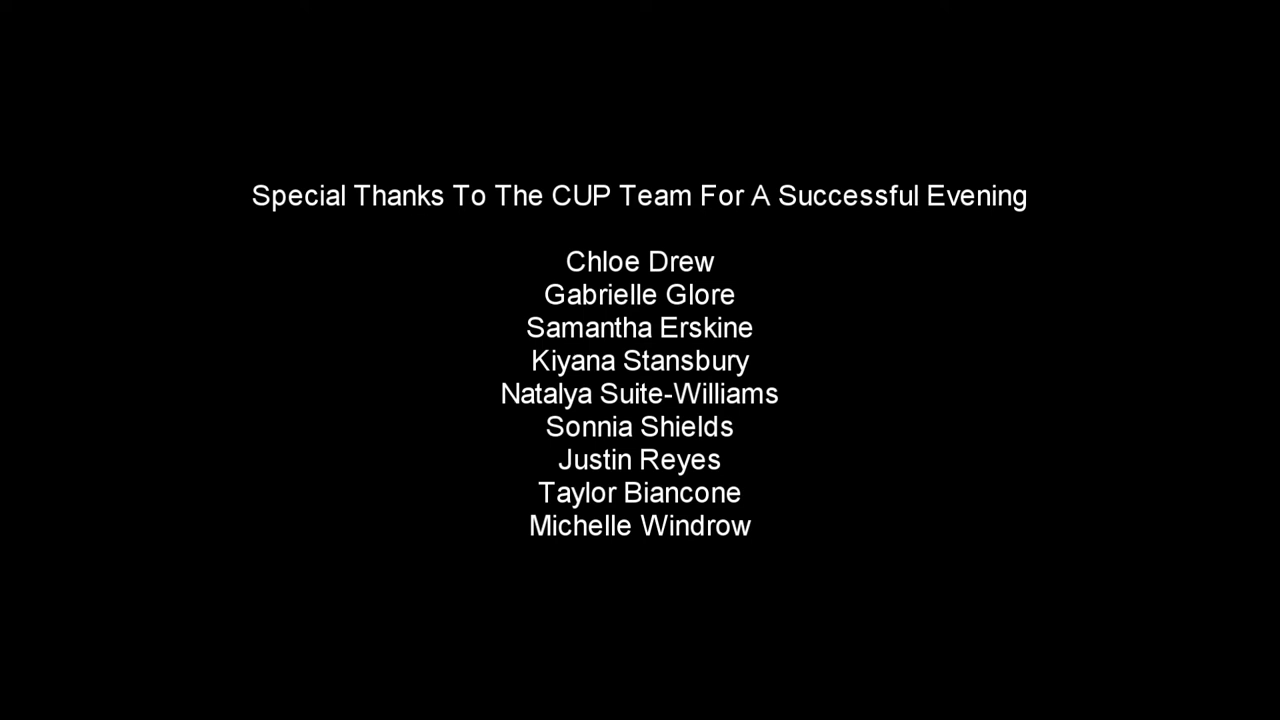 Special Thanks To The CUP Team For A Successful Evening
Chloe Drew
Gabrielle Glore
Samantha Erskine
Kiyana Stansbury
Natalya Suite-Williams
Sonnia Shields
Justin Reyes
Taylor Biancone
Michelle Windrow